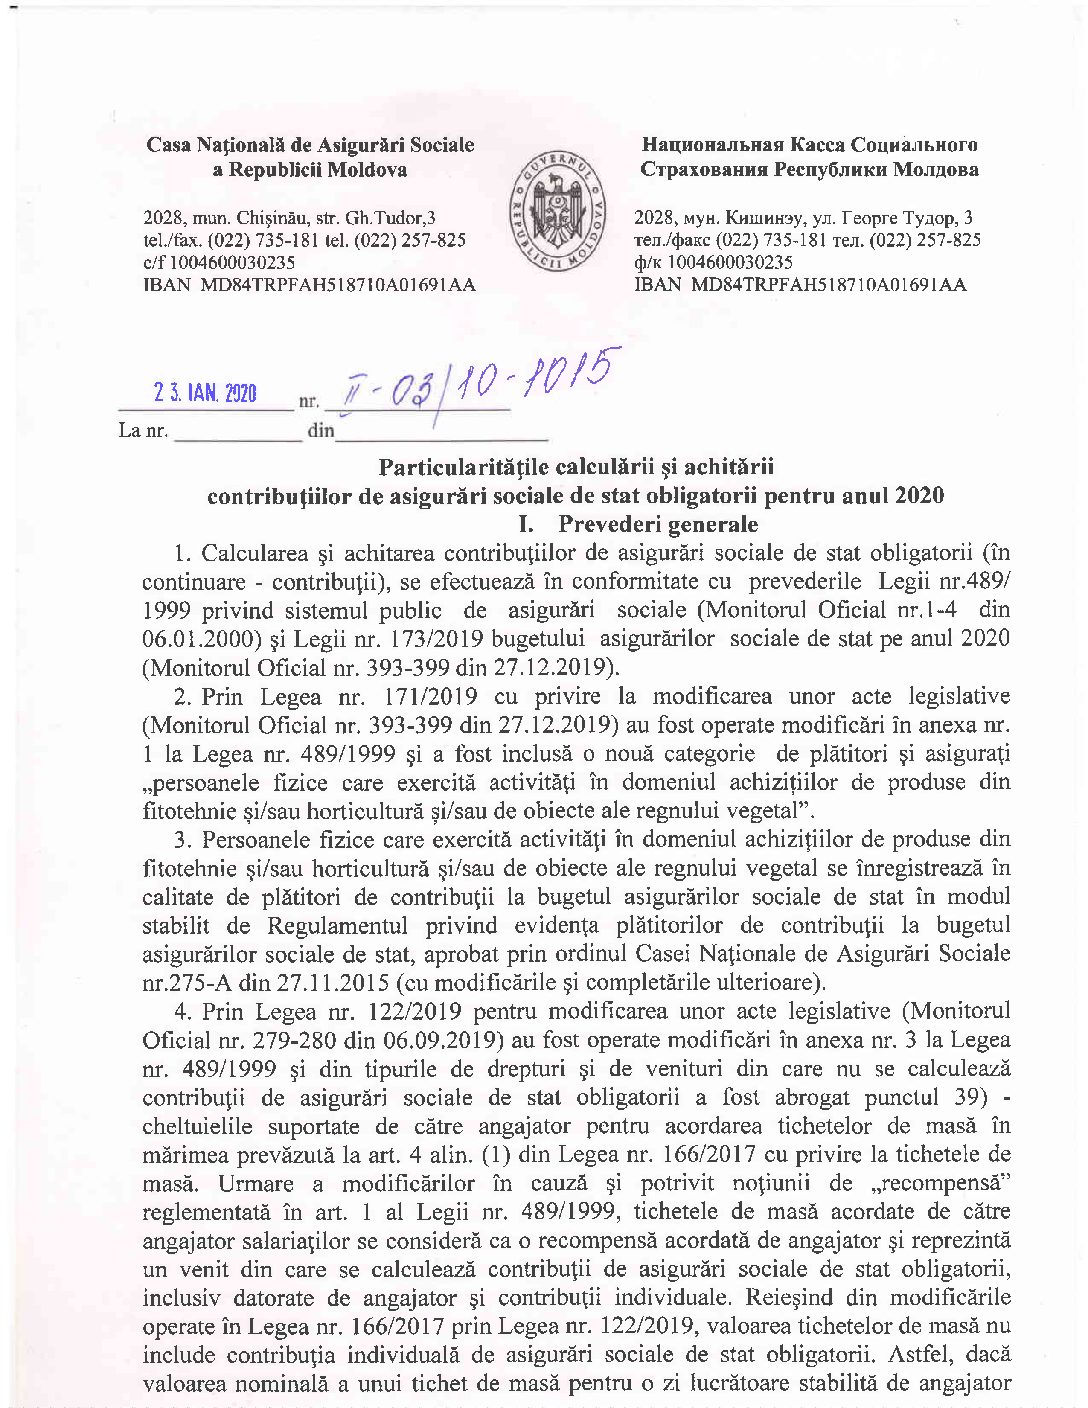 Casa Naţională de Asigurări Sociale
a Republicii Moldova
2028, mun. Chişinău, str. Gh.Tudor,3
tel./fax. (022) 735-181 tel. (022) 257-825
c/f 1004600030235
IBAN MD84TRPFAH518710A01691AA
GUVERNUL REPUBLICII MOLDOVA
Национальная Касса Социального
Страхования Республики Молдова
2028, мун. Кишинэу, ул. Георге Тудор, 3
тел./факс (022) 735-181 тел. (022) 257-825
ф/к 1004600030235
IBAN MD84TRPFAH518710A01691AA
23. IAN. 2020 nr. II-03/10-1015
La nr. din
Particularităţile calculării şi achitării
contribuţiilor de asigurări sociale de stat obligatorii pentru anul 2020
I. Prevederi generale
1. Calcularea şi achitarea contribuţiilor de asigurări sociale de stat obligatorii (în
continuare - contribuţii), se efectuează în conformitate cu prevederile Legii nr.489/
1999 privind sistemul public de asigurări sociale (Monitorul Oficial nr.1-4 din
06.01.2000) şi Legii nr. 173/2019 bugetului asigurărilor sociale de stat pe anul 2020
(Monitorul Oficial nr. 393-399 din 27.12.2019).
2. Prin Legea nr. 171/2019 cu privire la modificarea unor acte legislative
(Monitorul Oficial nr. 393-399 din 27.12.2019) au fost operate modificări în anexa nr.
1 la Legea nr. 489/1999 şi a fost inclusă o nouă categorie de plătitori şi asiguraţi
„persoanele fizice care exercită activităţi în domeniul achiziţiilor de produse din
fitotehnie și/sau horticultură și/sau de obiecte ale regnului vegetal”.
3. Persoanele fizice care exercită activităţi în domeniul achiziţiilor de produse din
fitotehnie şi/sau horticultură şi/sau de obiecte ale regnului vegetal se înregistrează în
calitate de plătitori de contribuţii la bugetul asigurărilor sociale de stat în modul
stabilit de Regulamentul privind evidența plătitorilor de contribuţii la bugetul
asigurărilor sociale de stat, aprobat prin ordinul Casei Naţionale de Asigurări Sociale
nr.275-A din 27.11.2015 (cu modificările şi completările ulterioare).
4. Prin Legea nr. 122/2019 pentru modificarea unor acte legislative (Monitorul
Oficial nr. 279-280 din 06.09.2019) au fost operate modificări în anexa nr. 3 la Legea
nr. 489/1999 şi din tipurile de drepturi şi de venituri din care nu se calculează
contribuţii de asigurări sociale de stat obligatorii a fost abrogat punctul 39) -
cheltuielile suportate de către angajator pentru acordarea tichetelor de masă în
mărimea prevăzută la art. 4 alin. (1) din Legea nr. 166/2017 cu privire la tichetele de
masă. Urmare a modificărilor în cauză şi potrivit noţiunii de „recompensă”
reglementată în art. 1 al Legii nr. 489/1999, tichetele de masă acordate de către
angajator salariaţilor se consideră ca o recompensă acordată de angajator şi reprezintă
un venit din care se calculează contribuţii de asigurări sociale de stat obligatorii,
inclusiv datorate de angajator şi contribuţii individuale. Reieşind din modificările
operate în Legea nr. 166/2017 prin Legea nr. 122/2019, valoarea tichetelor de masă nu
include contribuţia individuală de asigurări sociale de stat obligatorii. Astfel, dacă
valoarea nominală a unui tichet de masă pentru o zi lucrătoare stabilită de angajator